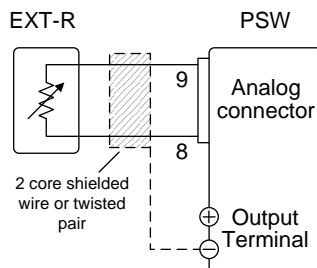 EXT-R
PSW
9
Analog
connector
8
2 core shielded
wire or twisted
pair
Output
Terminal